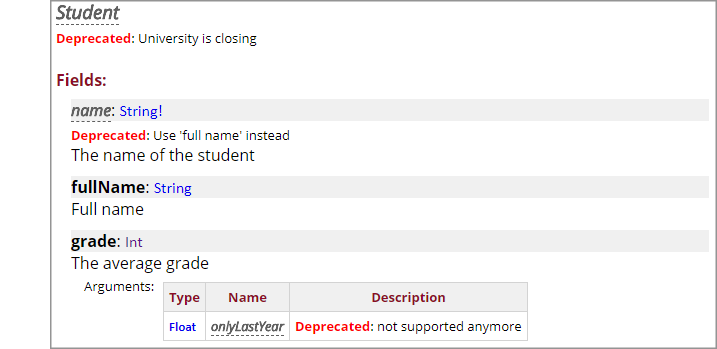 Student
Deprecated: University is closing
Fields:
name: String!
Deprecated: Use 'full name' instead
The name of the student
fullName: String
Full name
grade: Int
The average grade
Arguments:
Type Name Description
Float onlyLastYear Deprecated: not supported anymore